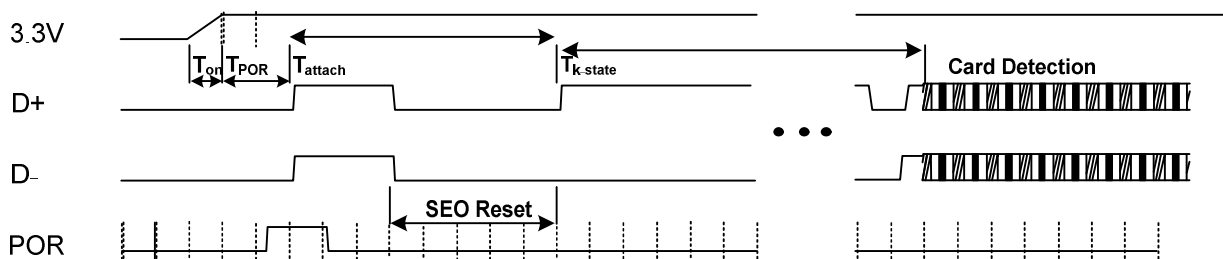 3.3V
Ton TPOR Tattach Tk-state Card Detection
D+
D-
SEO Reset
POR